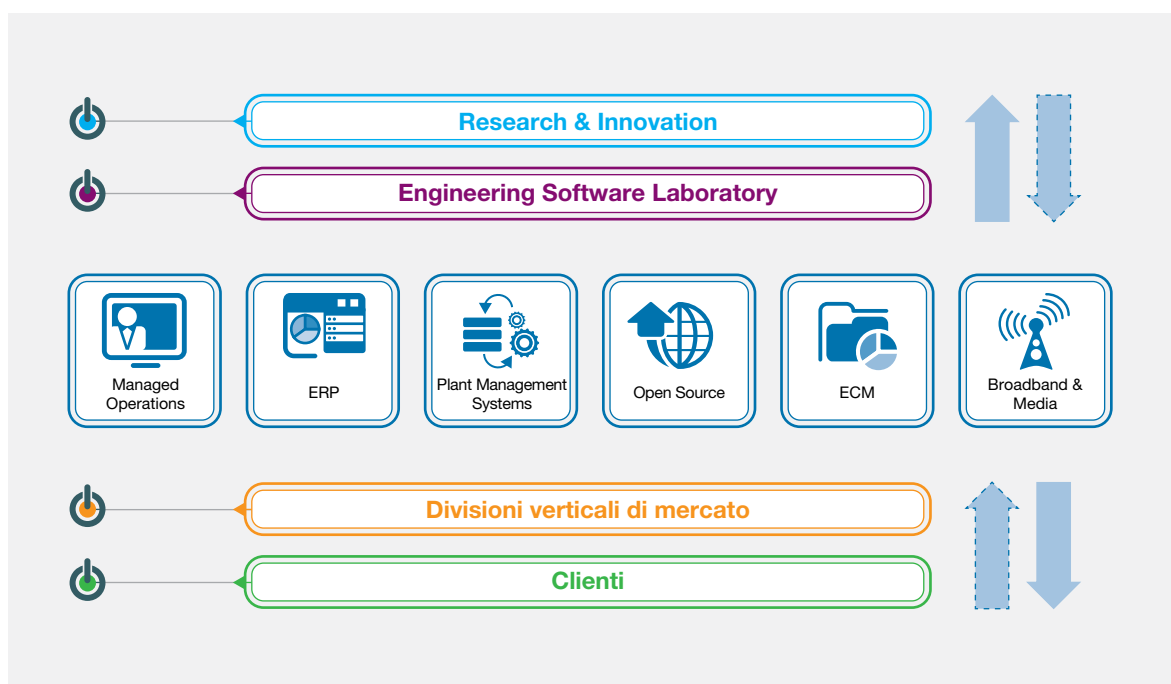 Research & Innovation
Engineering Software Laboratory
Managed
Operations
ERP
Plant Management
Systems
Open Source
ECM
Broadband &
Media
Divisioni verticali di mercato
Clienti